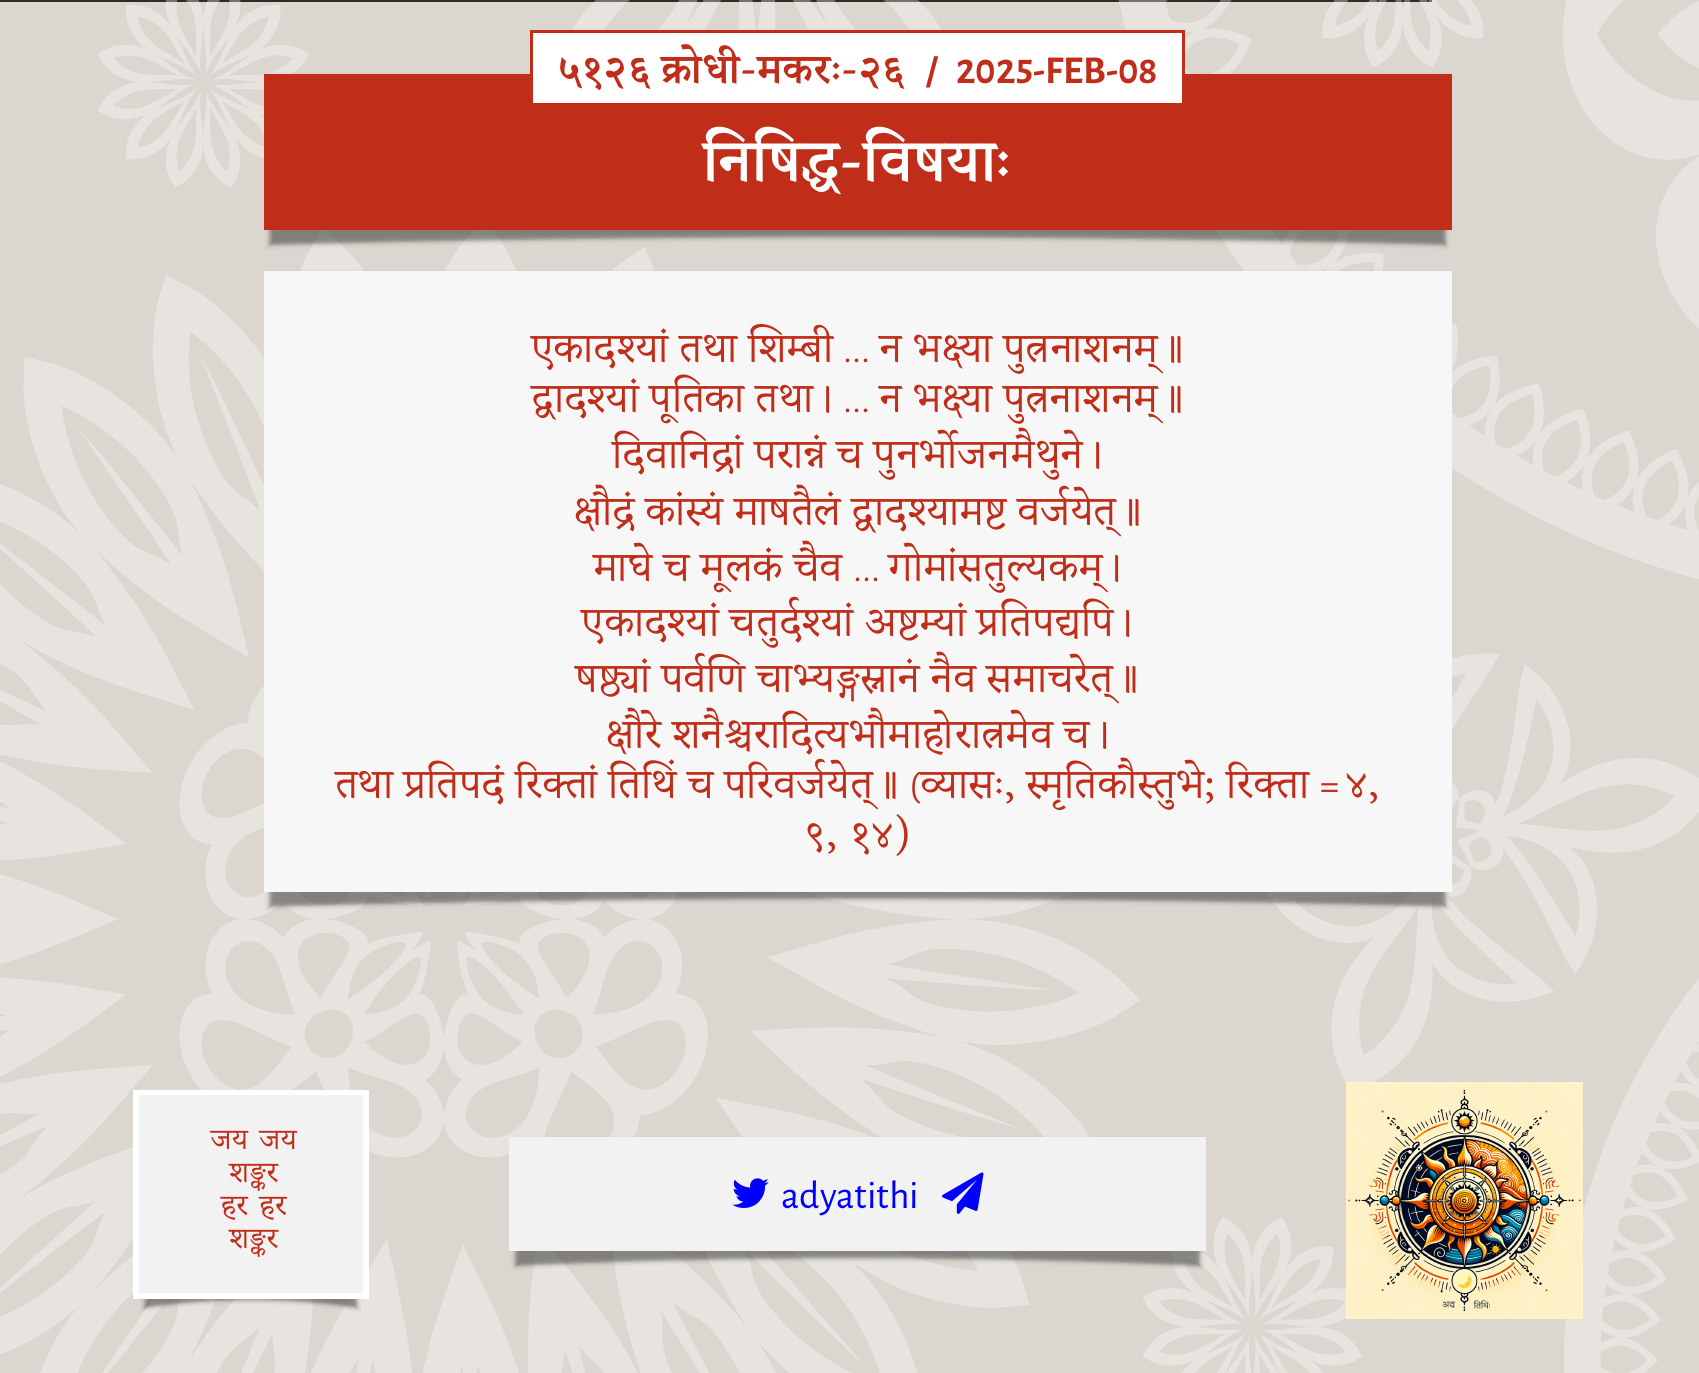 ५१२६ क्रोधी-मकरः-२६ / 2025-FEB-08
निषिद्ध-विषयाः
एकादश्यां तथा शिम्बी ... न भक्ष्या पुत्रनाशनम्॥
द्वादश्यां पूतिका तथा। ... न भक्ष्या पुत्रनाशनम्॥
दिवानिद्रां परान्नं च पुनर्भोजनमैथुने।
क्षौद्रं कांस्यं माषतैलं द्वादश्यामष्ट वर्जयेत्॥
माघे च मूलकं चैव ... गोमांसतुल्यकम्।
एकादश्यां चतुर्दश्यां अष्टम्यां प्रतिपद्यपि।
षष्ठ्यां पर्वणि चाभ्यङ्गस्नानं नैव समाचरेत्॥
क्षौरे शनैश्चरादित्यभौमाहोरात्रमेव च।
तथा प्रतिपदं रिक्तां तिथिं च परिवर्जयेत्॥ (व्यासः, स्मृतिकौस्तुभे; रिक्ता = ४,
९, १४)
जय जय
शङ्कर
हर हर
शङ्कर
adyatithi
अद्य तिथिः